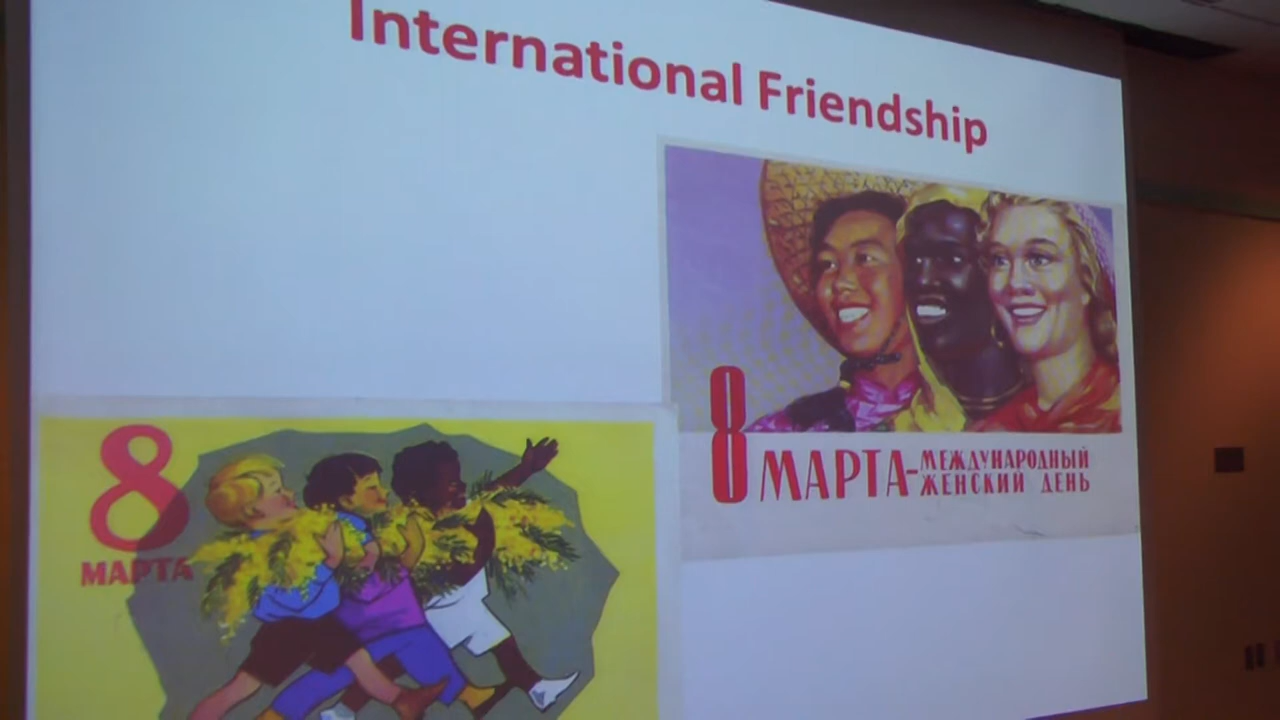 International Friendship
8 МАРТА-МЕЖДУНАРОДНЫЙ
ЖЕНСКИЙ ДЕНЬ
8
МАРТА